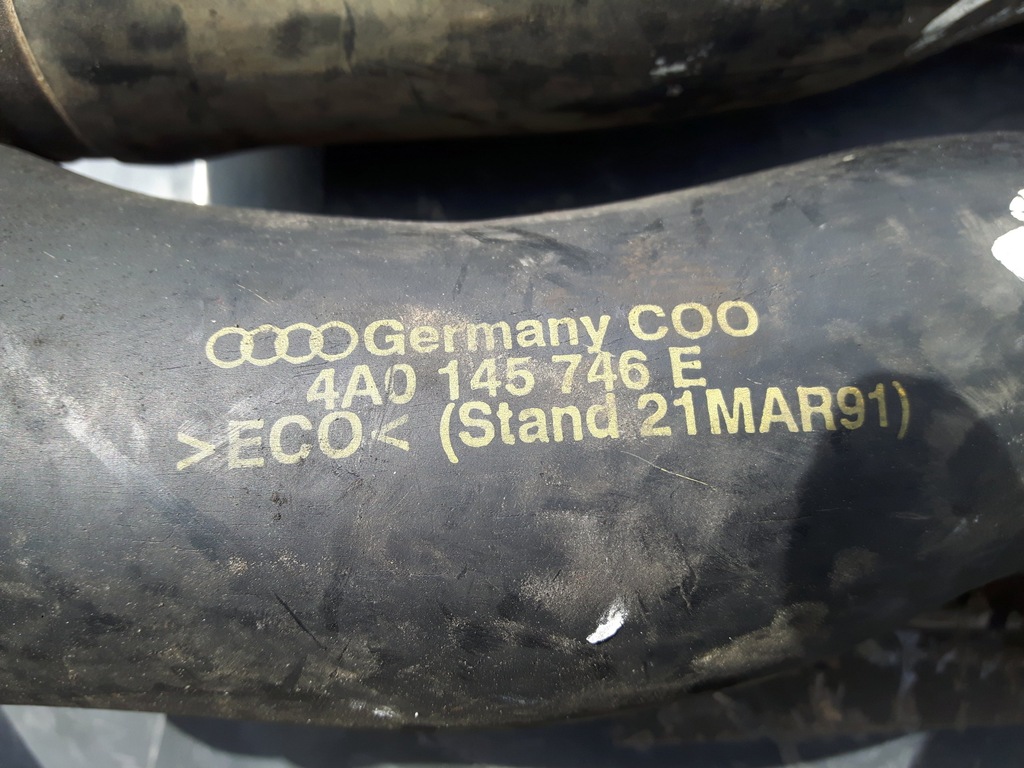 Germany COO
4A0 145 746 E
>ECO< (Stand 21MAR91)